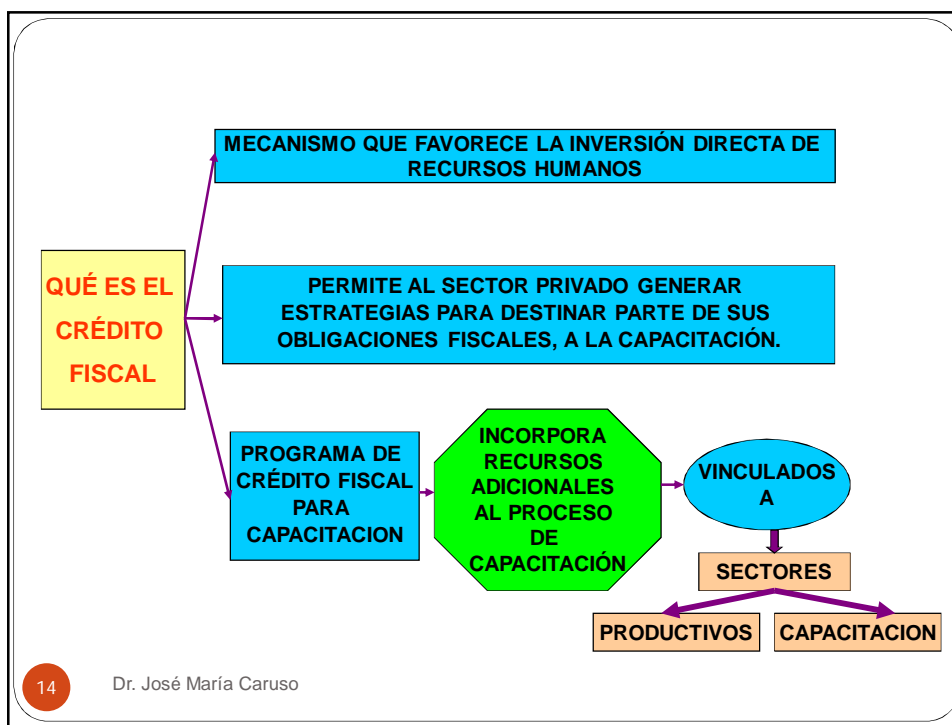 MECANISMO QUE FAVORECE LA INVERSIÓN DIRECTA DE
RECURSOS HUMANOS
QUÉ ES EL
CRÉDITO
FISCAL
PERMITE AL SECTOR PRIVADO GENERAR
ESTRATEGIAS PARA DESTINAR PARTE DE SUS
OBLIGACIONES FISCALES, A LA CAPACITACIÓN.
PROGRAMA DE
CRÉDITO FISCAL
PARA
CAPACITACION
INCORPORA
RECURSOS
ADICIONALES
AL PROCESO
DE
CAPACITACIÓN
VINCULADOS
A
SECTORES
PRODUCTIVOS
CAPACITACION
14
Dr. José María Caruso